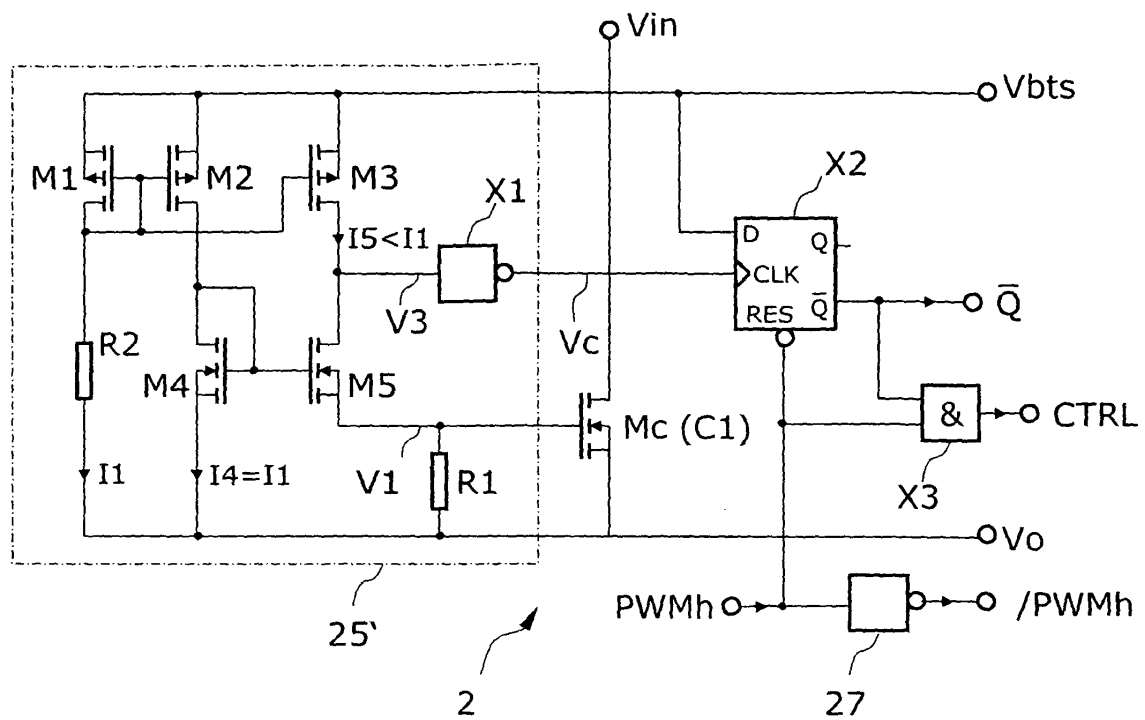 Vin
Vbts
M1
M2
M3
X1
X2
I5<I1
D
Q
CLK
V3
Vc
RES
Q̅
Q̅
R2
M4
M5
Mc (C1)
&
CTRL
I1
I4=I1
V1
R1
X3
Vo
PWMh
/PWMh
25'
2
27